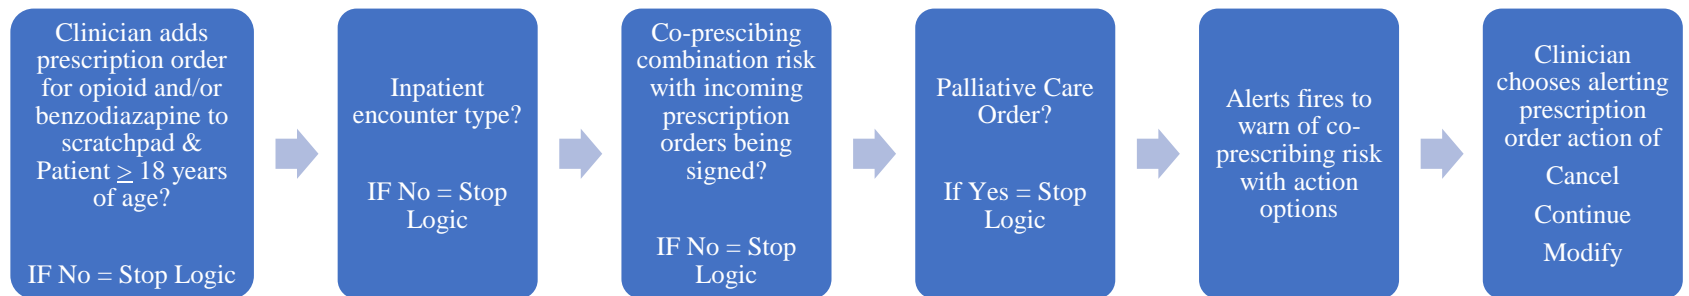 Clinician adds
prescription order
for opioid and/or
benzodiazapine to
scratchpad &
Patient ≥ 18 years
of age?
IF No = Stop Logic
Inpatient
encounter type?
IF No = Stop
Logic
Co-prescibing
combination risk
with incoming
prescription
orders being
signed?
IF No = Stop
Logic
Palliative Care
Order?
If Yes = Stop
Logic
Alerts fires to
warn of co-
prescribing risk
with action
options
Clinician
chooses alerting
prescription
order action of
Cancel
Continue
Modify